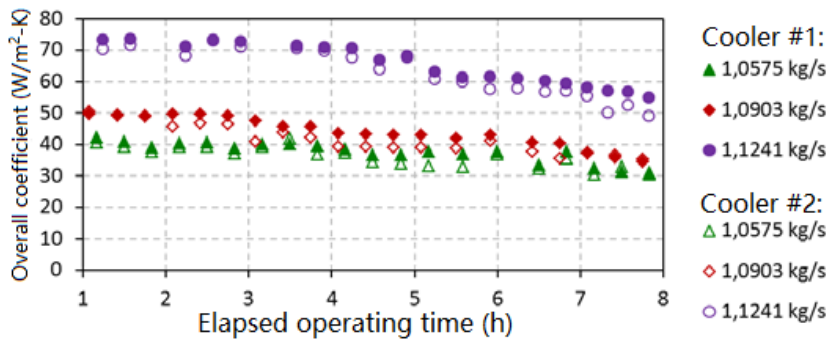 Overall coefficient (W/m²-K)
80
70
60
50
40
30
20
10
0
1 2 3 4 5 6 7 8
Elapsed operating time (h)
Cooler #1:
1,0575 kg/s
1,0903 kg/s
1,1241 kg/s
Cooler #2:
1,0575 kg/s
1,0903 kg/s
1,1241 kg/s